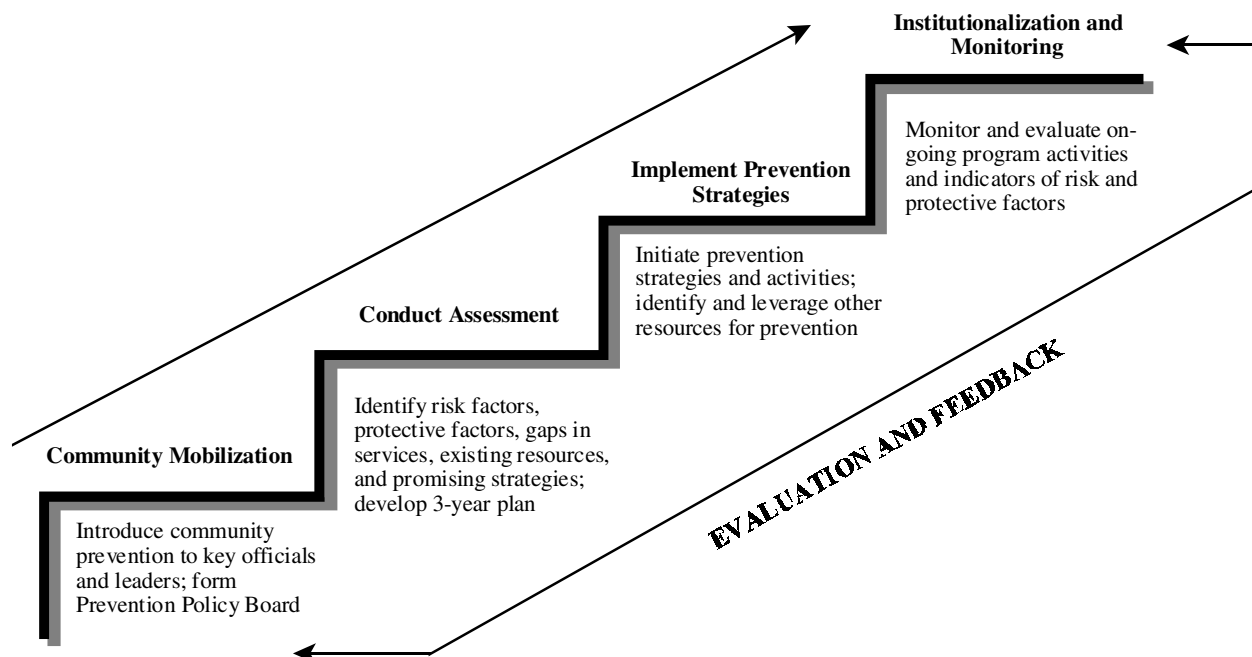 Institutionalization and
Monitoring
Monitor and evaluate on-
going program activities
and indicators of risk and
protective factors
Implement Prevention
Strategies
Initiate prevention
strategies and activities;
identify and leverage other
resources for prevention
Conduct Assessment
Identify risk factors,
protective factors, gaps in
services, existing resources,
and promising strategies;
develop 3-year plan
Community Mobilization
Introduce community
prevention to key officials
and leaders; form
Prevention Policy Board
EVALUATION AND FEEDBACK